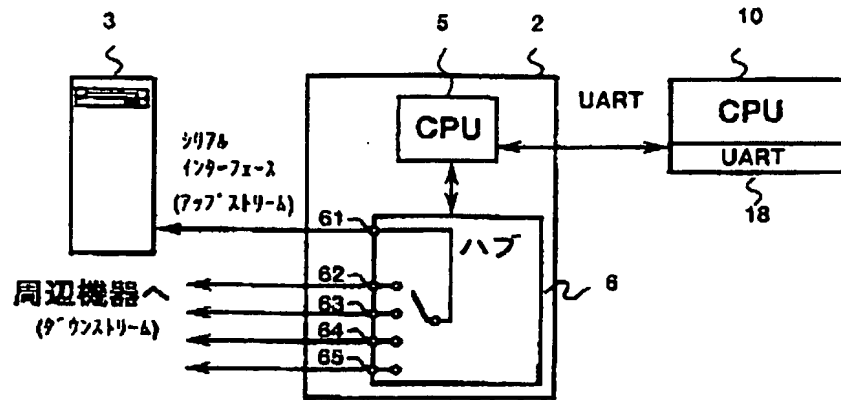 3
5
2
10
CPU
UART
CPU
UART
18
シリアル
インターフェース
(アップストリーム)
61
ハブ
62
63
64
65
6
周辺機器へ
(ダウンストリーム)